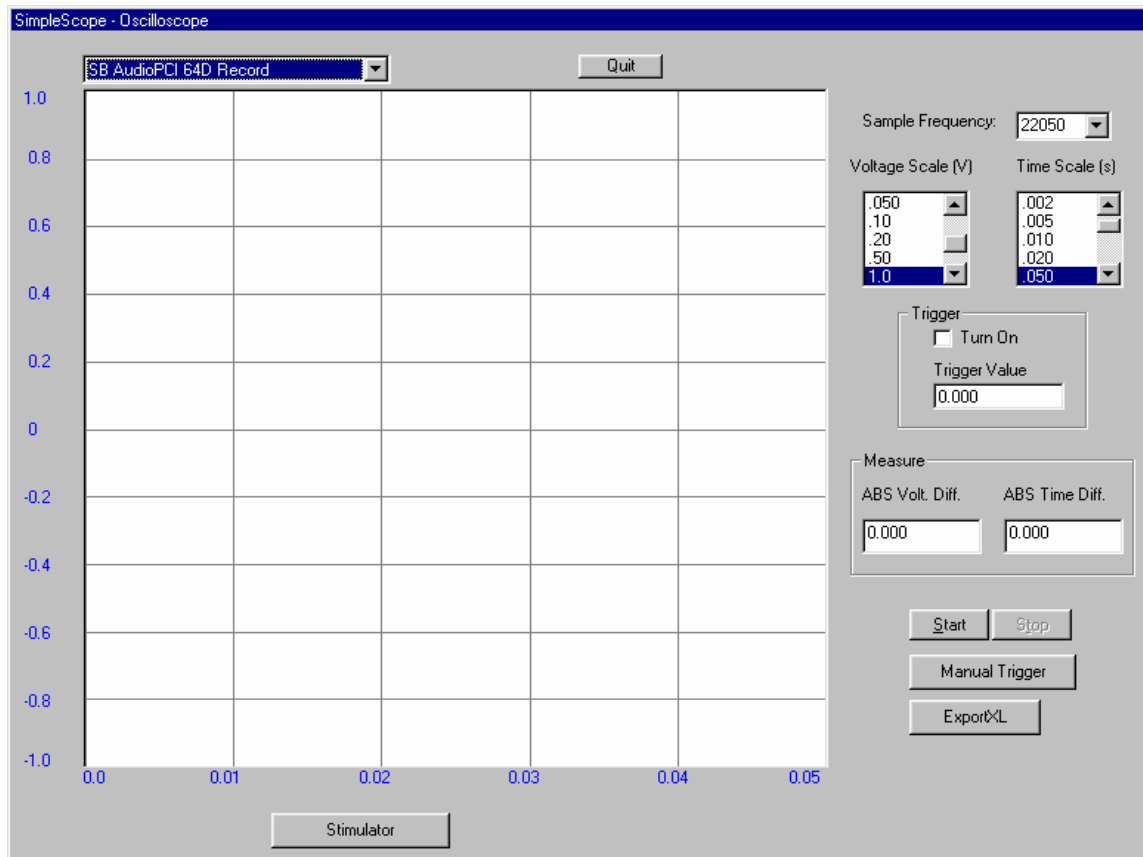 SimpleScope - Oscilloscope
SB AudioPCI 64D Record
Quit
1.0
0.8
0.6
0.4
0.2
0
-0.2
-0.4
-0.6
-0.8
-1.0
0.0 0.01 0.02 0.03 0.04 0.05
Stimulator
Sample Frequency: 22050
Voltage Scale (V)
.050
.10
.20
.50
1.0
Time Scale (s)
.002
.005
.010
.020
.050
Trigger
Turn On
Trigger Value
0.000
Measure
ABS Volt. Diff. ABS Time Diff.
0.000 0.000
Start Stop
Manual Trigger
ExportXL